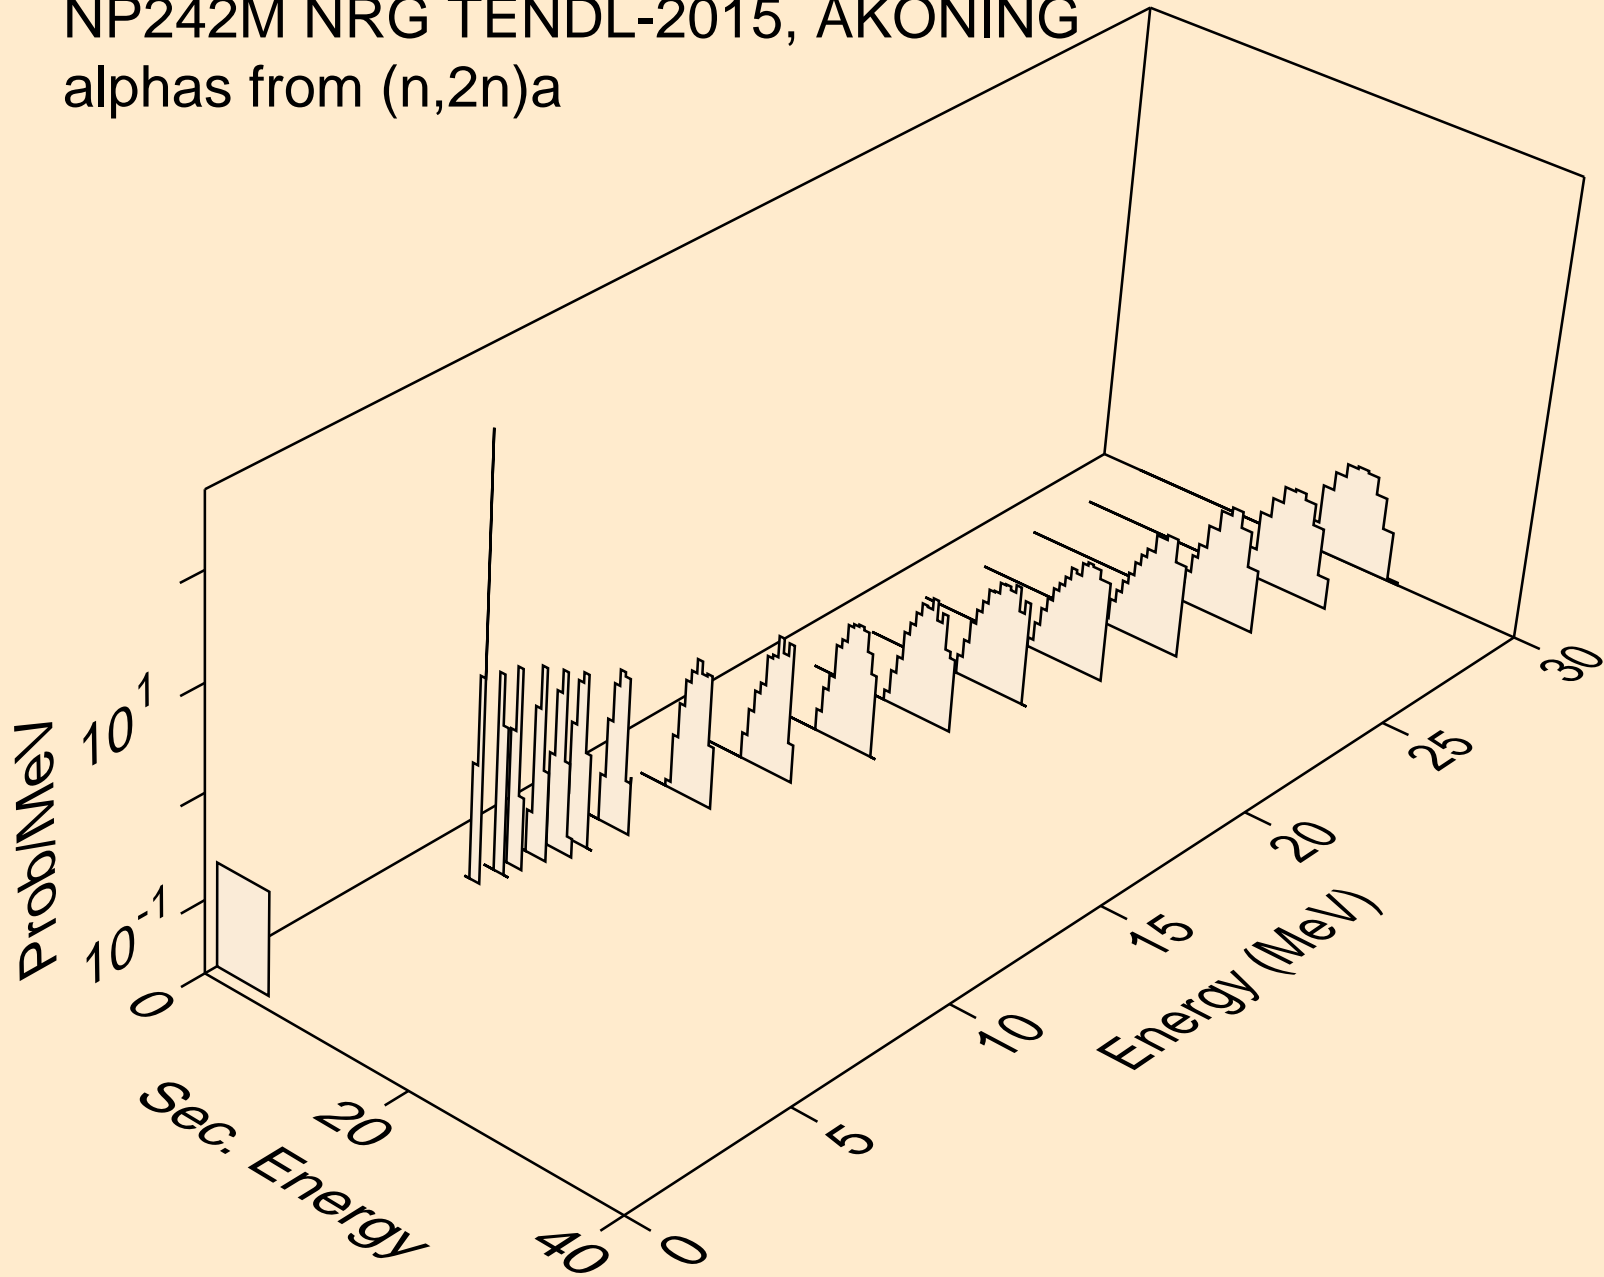 NP242M NRG TENDL-2015, AKONING
alphas from (n,2n)a
Prob/MeV
10^1
10^-1
0
20
40
Sec. Energy
0
5
10
15
20
25
30
Energy (MeV)